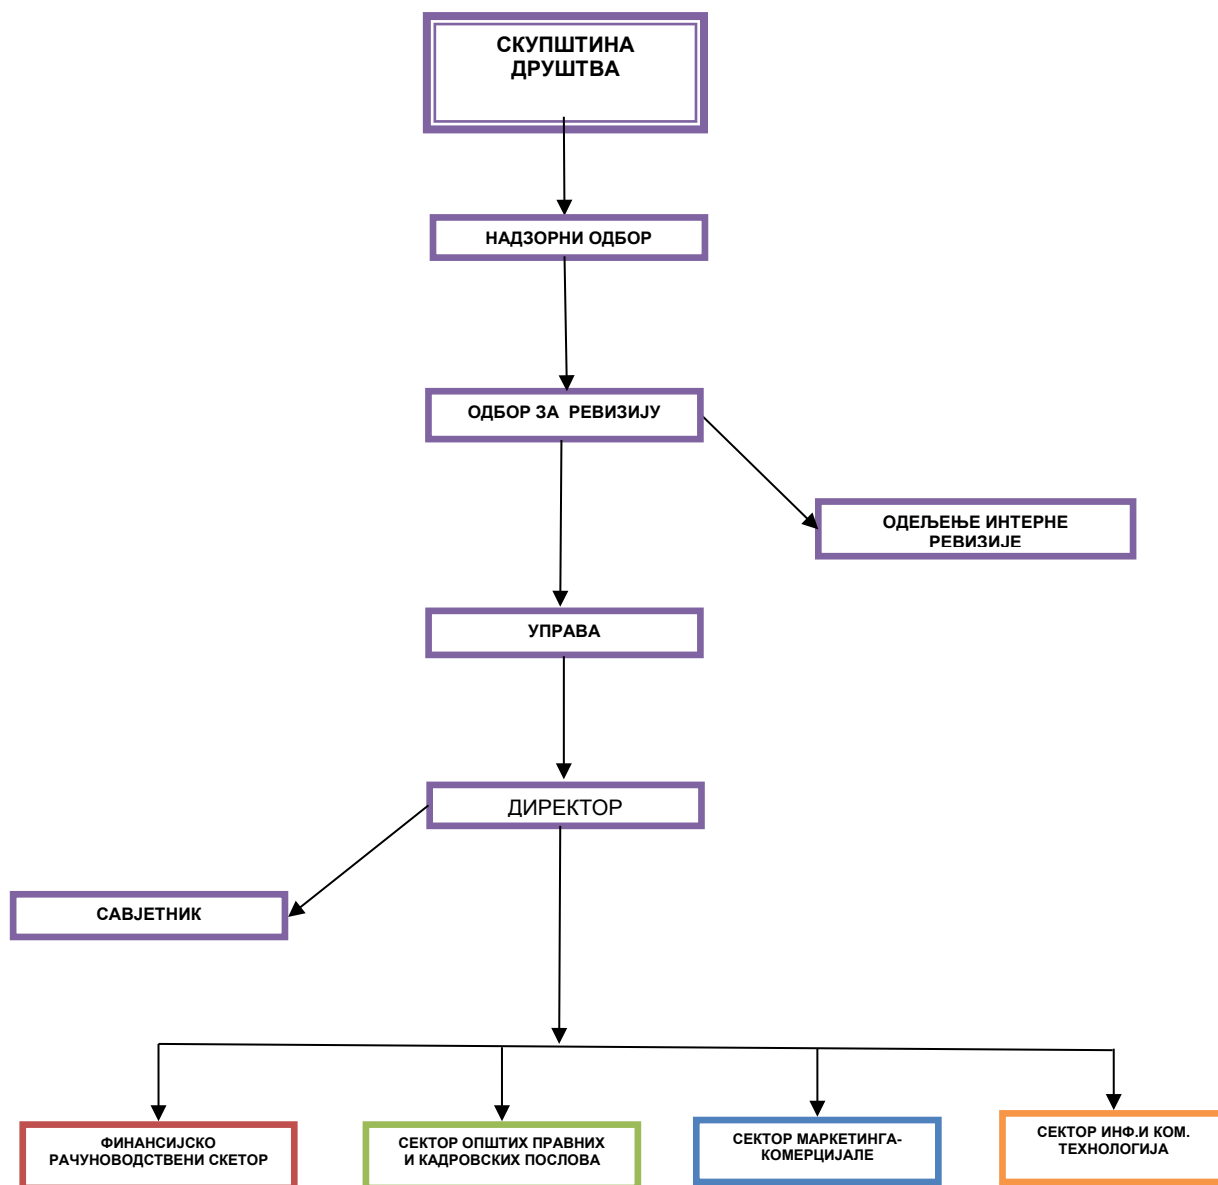 СКУПШТИНА
ДРУШТВА
НАДЗОРНИ ОДБОР
ОДБОР ЗА РЕВИЗИЈУ
ОДЕЉЕЊЕ ИНТЕРНЕ
РЕВИЗИЈЕ
УПРАВА
ДИРЕКТОР
САВЈЕТНИК
ФИНАНСИЈСКО
РАЧУНОВОДСТВЕНИ СКЕТОР
СЕКТОР ОПШТИХ ПРАВНИХ
И КАДРОВСКИХ ПОСЛОВА
СЕКТОР МАРКЕТИНГА-
КОМЕРЦИЈАЛЕ
СЕКТОР ИНФ.И КОМ.
ТЕХНОЛОГИЈА